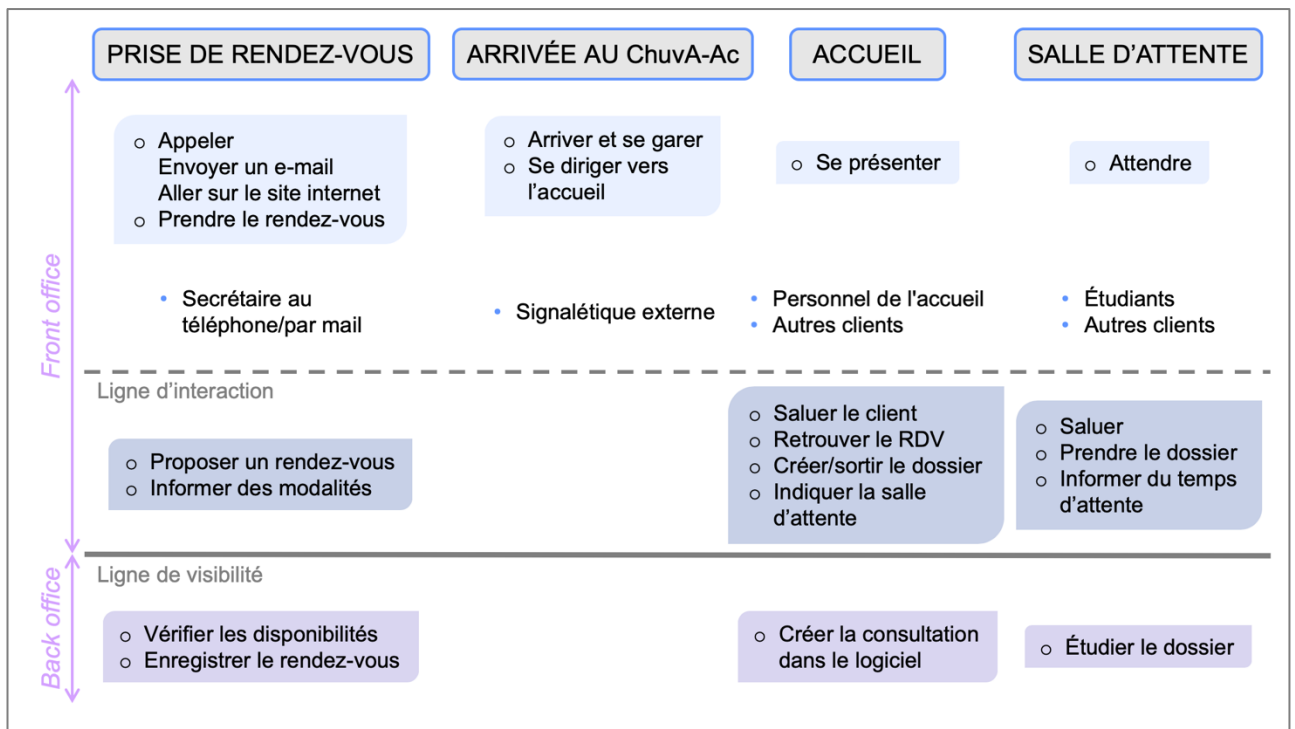 PRISE DE RENDEZ-VOUS
ARRIVÉE AU ChuvA-Ac
ACCUEIL
SALLE D'ATTENTE
Front office
o Appeler
Envoyer un e-mail
Aller sur le site internet
o Prendre le rendez-vous
o Arriver et se garer
o Se diriger vers
l'accueil
o Se présenter
o Attendre
• Secrétaire au
téléphone/par mail
• Signalétique externe
• Personnel de l'accueil
• Autres clients
• Étudiants
• Autres clients
Ligne d'interaction
o Proposer un rendez-vous
o Informer des modalités
o Saluer le client
o Retrouver le RDV
o Créer/sortir le dossier
o Indiquer la salle
d'attente
o Saluer
o Prendre le dossier
o Informer du temps
d'attente
Back office
Ligne de visibilité
o Vérifier les disponibilités
o Enregistrer le rendez-vous
o Créer la consultation
dans le logiciel
o Étudier le dossier